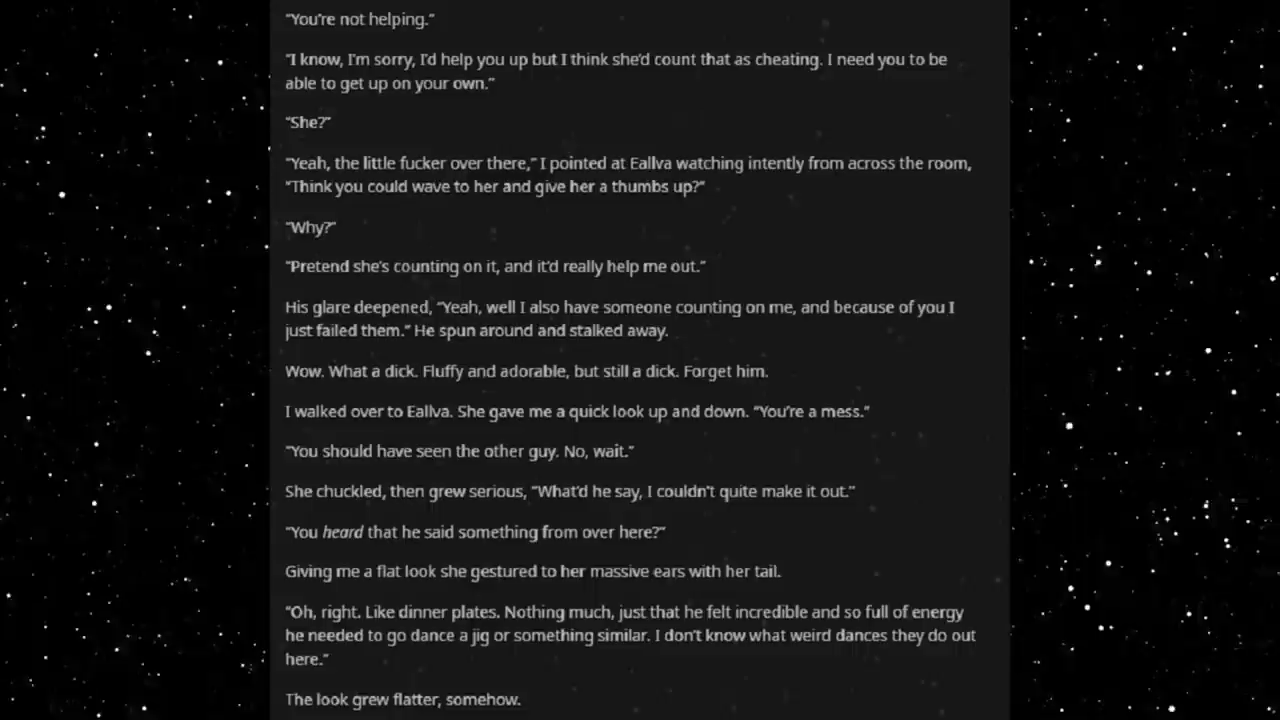 “You’re not helping.”
“I know, I’m sorry, I’d help you up but I think she’d count that as cheating. I need you to be
able to get up on your own.”
“She?”
“Yeah, the little fucker over there,” I pointed at Eallva watching intently from across the room,
“Think you could wave to her and give her a thumbs up?”
“Why?”
“Pretend she’s counting on it, and it’d really help me out.”
His glare deepened, “Yeah, well I also have someone counting on me, and because of you I
just failed them.” He spun around and stalked away.
Wow. What a dick. Fluffy and adorable, but still a dick. Forget him.
I walked over to Eallva. She gave me a quick look up and down. “You’re a mess.”
“You should have seen the other guy. No, wait.”
She chuckled, then grew serious, “What’d he say, I couldn’t quite make it out.”
“You heard that he said something from over here?”
Giving me a flat look she gestured to her massive ears with her tail.
“Oh, right. Like dinner plates. Nothing much, just that he felt incredible and so full of energy
he needed to go dance a jig or something similar. I don’t know what weird dances they do out
here.”
The look grew flatter, somehow.